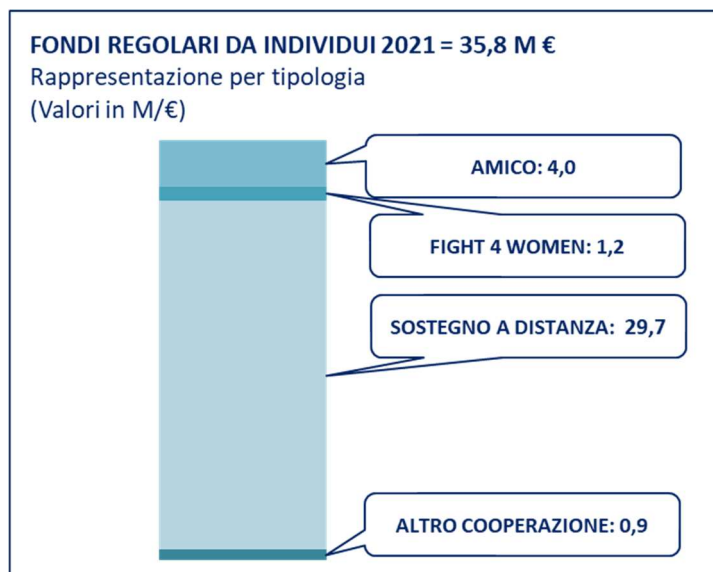 FONDI REGOLARI DA INDIVIDUI 2021 = 35,8 M €
Rappresentazione per tipologia
(Valori in M/€)
AMICO: 4,0
FIGHT 4 WOMEN: 1,2
SOSTEGNO A DISTANZA: 29,7
ALTRO COOPERAZIONE: 0,9